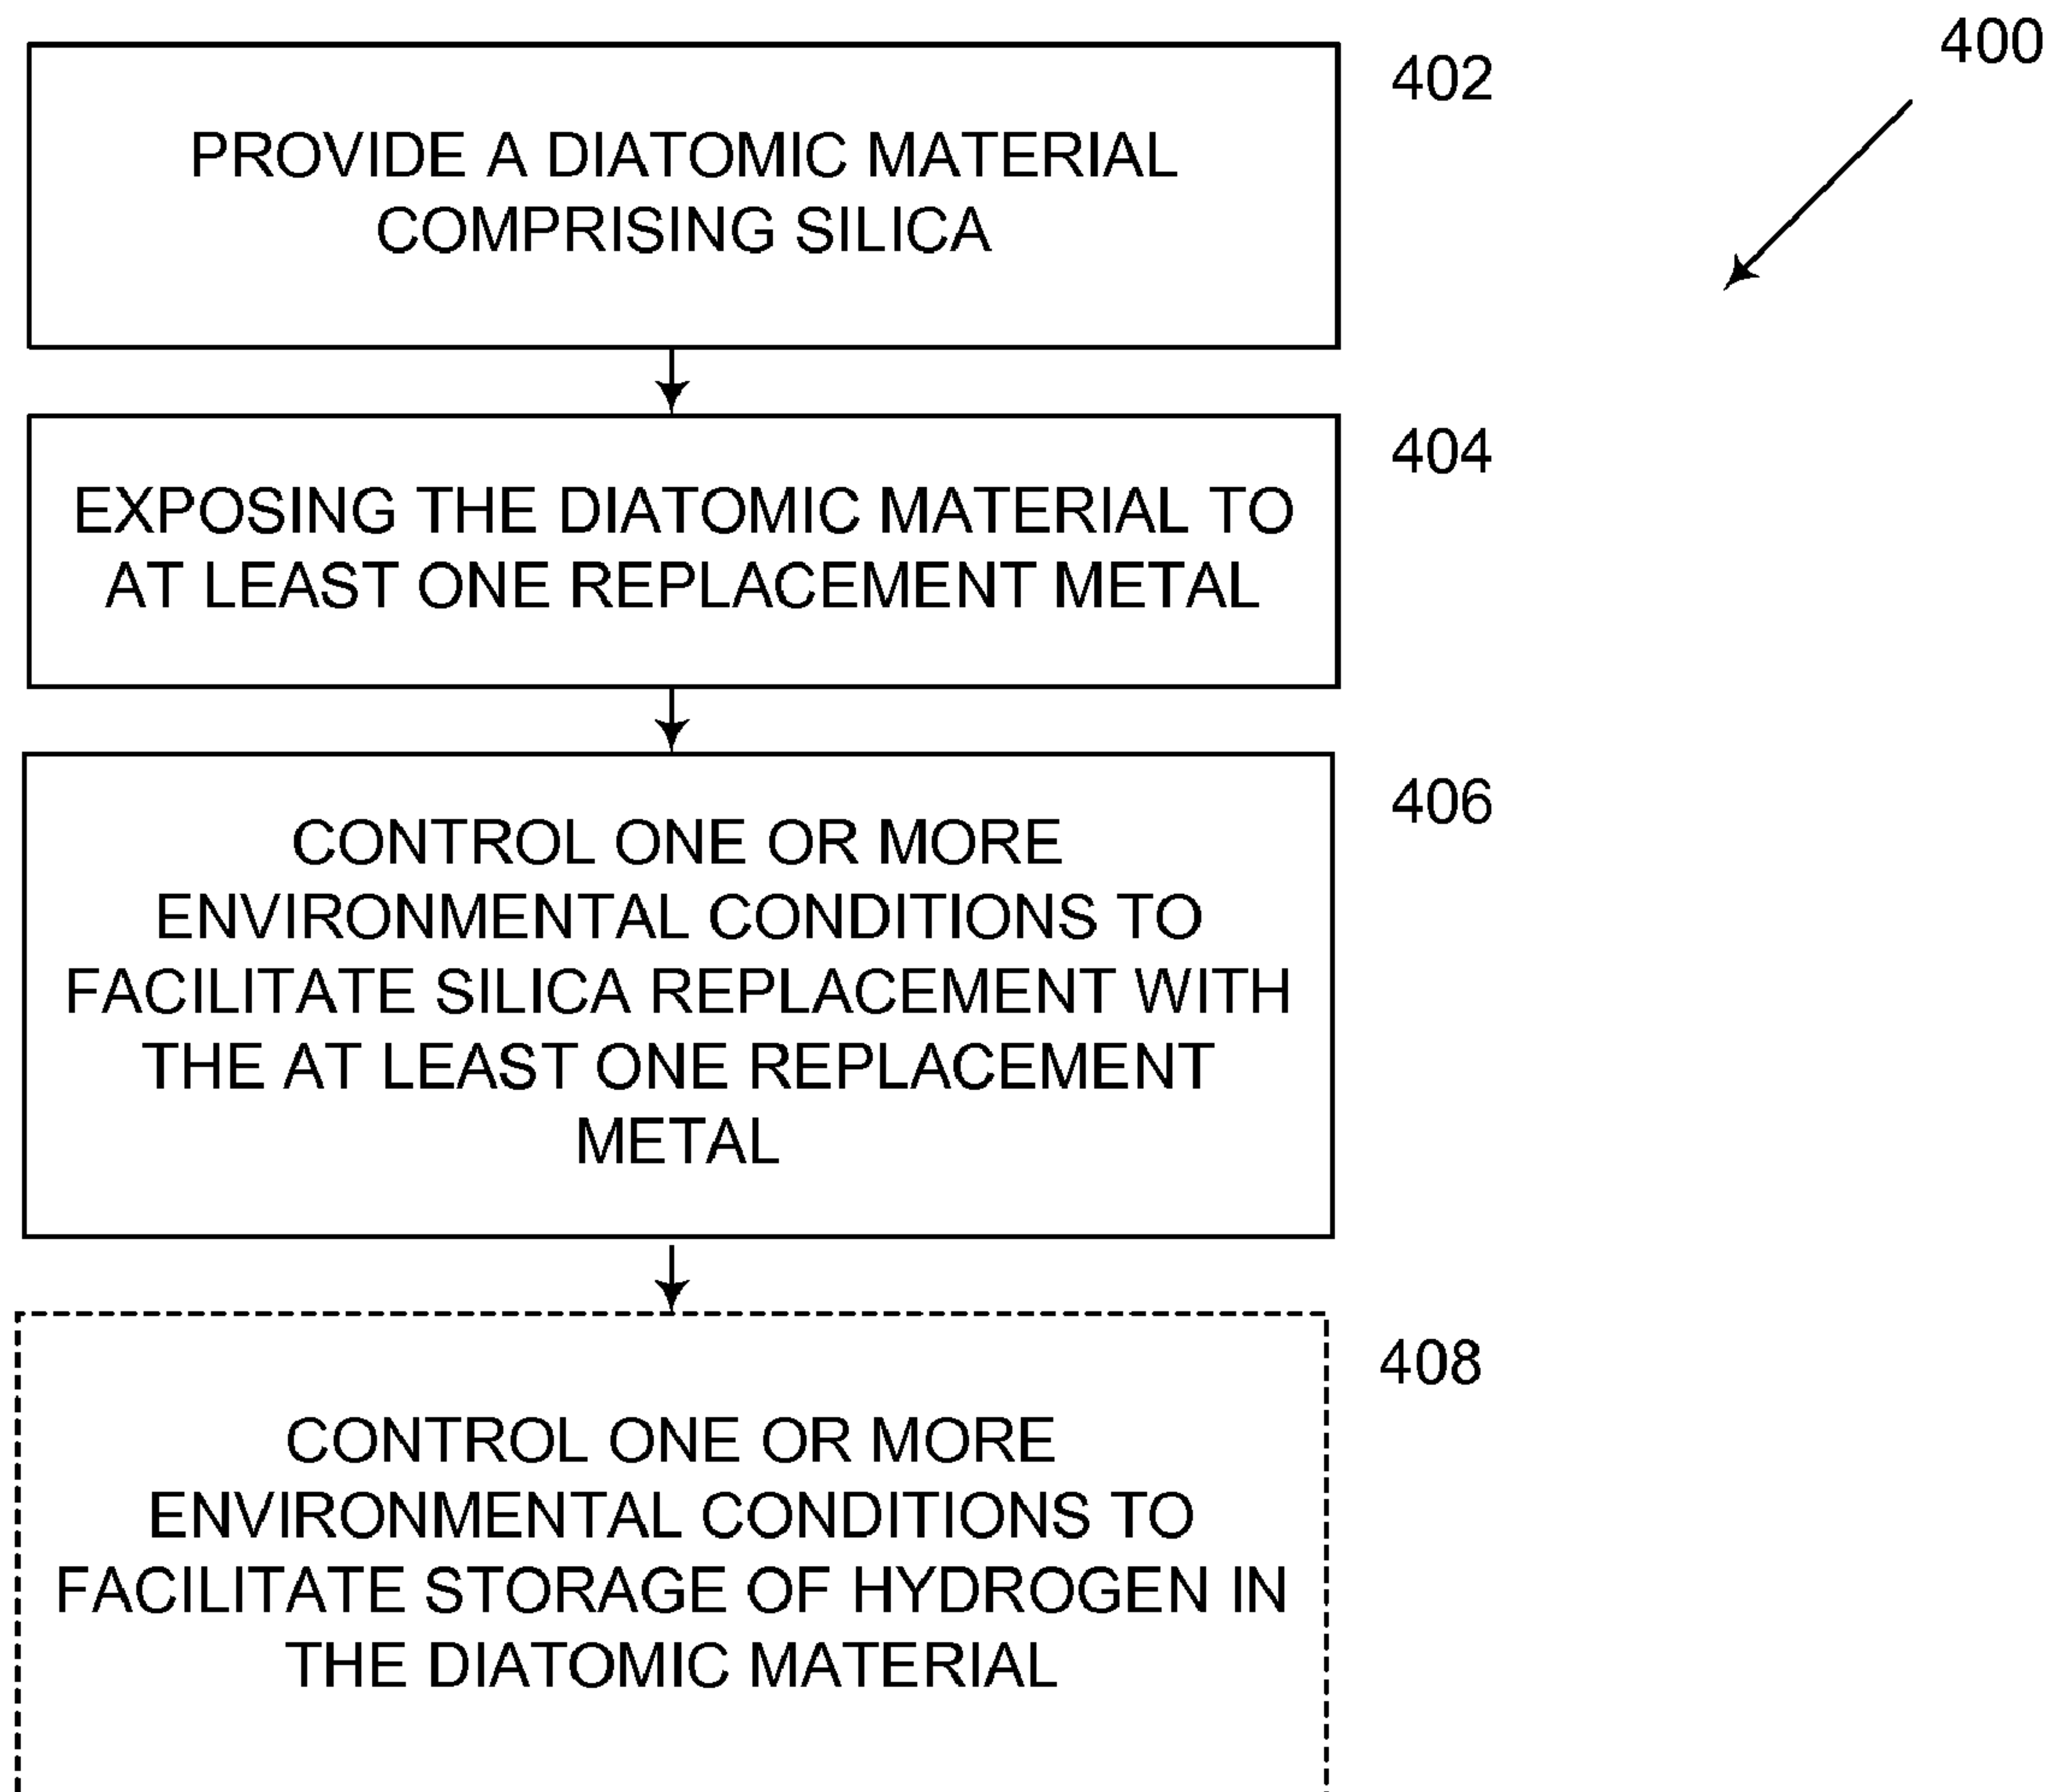 400
402
PROVIDE A DIATOMIC MATERIAL
COMPRISING SILICA
404
EXPOSING THE DIATOMIC MATERIAL TO
AT LEAST ONE REPLACEMENT METAL
406
CONTROL ONE OR MORE
ENVIRONMENTAL CONDITIONS TO
FACILITATE SILICA REPLACEMENT WITH
THE AT LEAST ONE REPLACEMENT
METAL
408
CONTROL ONE OR MORE
ENVIRONMENTAL CONDITIONS TO
FACILITATE STORAGE OF HYDROGEN IN
THE DIATOMIC MATERIAL